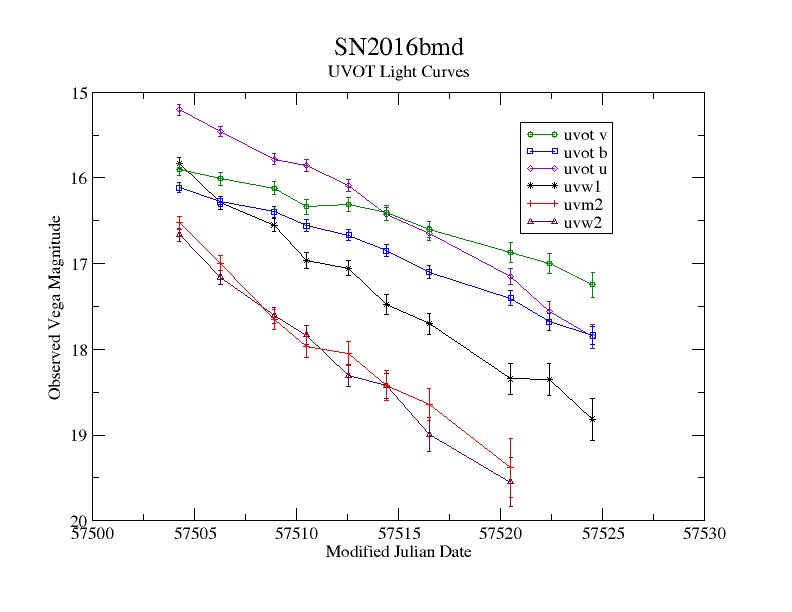 SN2016bmd
UVOT Light Curves
15
16
17
18
19
20
Observed Vega Magnitude
uvot v
uvot b
uvot u
uvw1
uvm2
uvw2
57500 57505 57510 57515 57520 57525 57530
Modified Julian Date